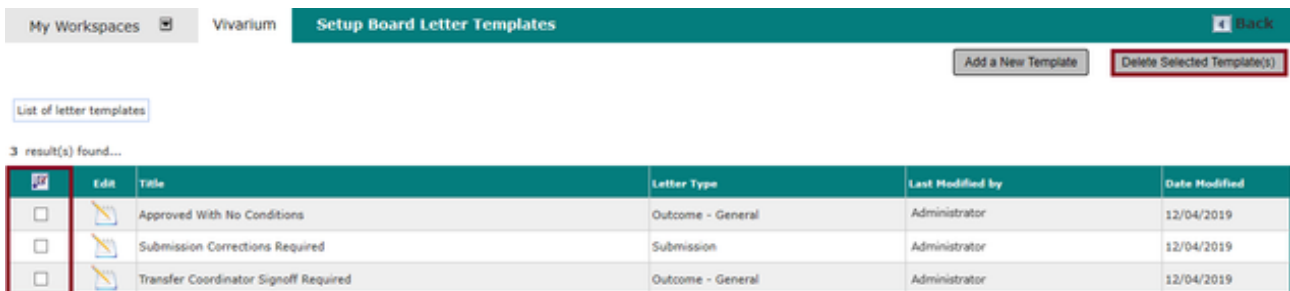 My Workspaces Vivarium Setup Board Letter Templates Back
Add a New Template Delete Selected Template(s)
List of letter templates
3 result(s) found...
Edit Title Letter Type Last Modified by Date Modified
Approved With No Conditions Outcome - General Administrator 12/04/2019
Submission Corrections Required Submission Administrator 12/04/2019
Transfer Coordinator Signoff Required Outcome - General Administrator 12/04/2019